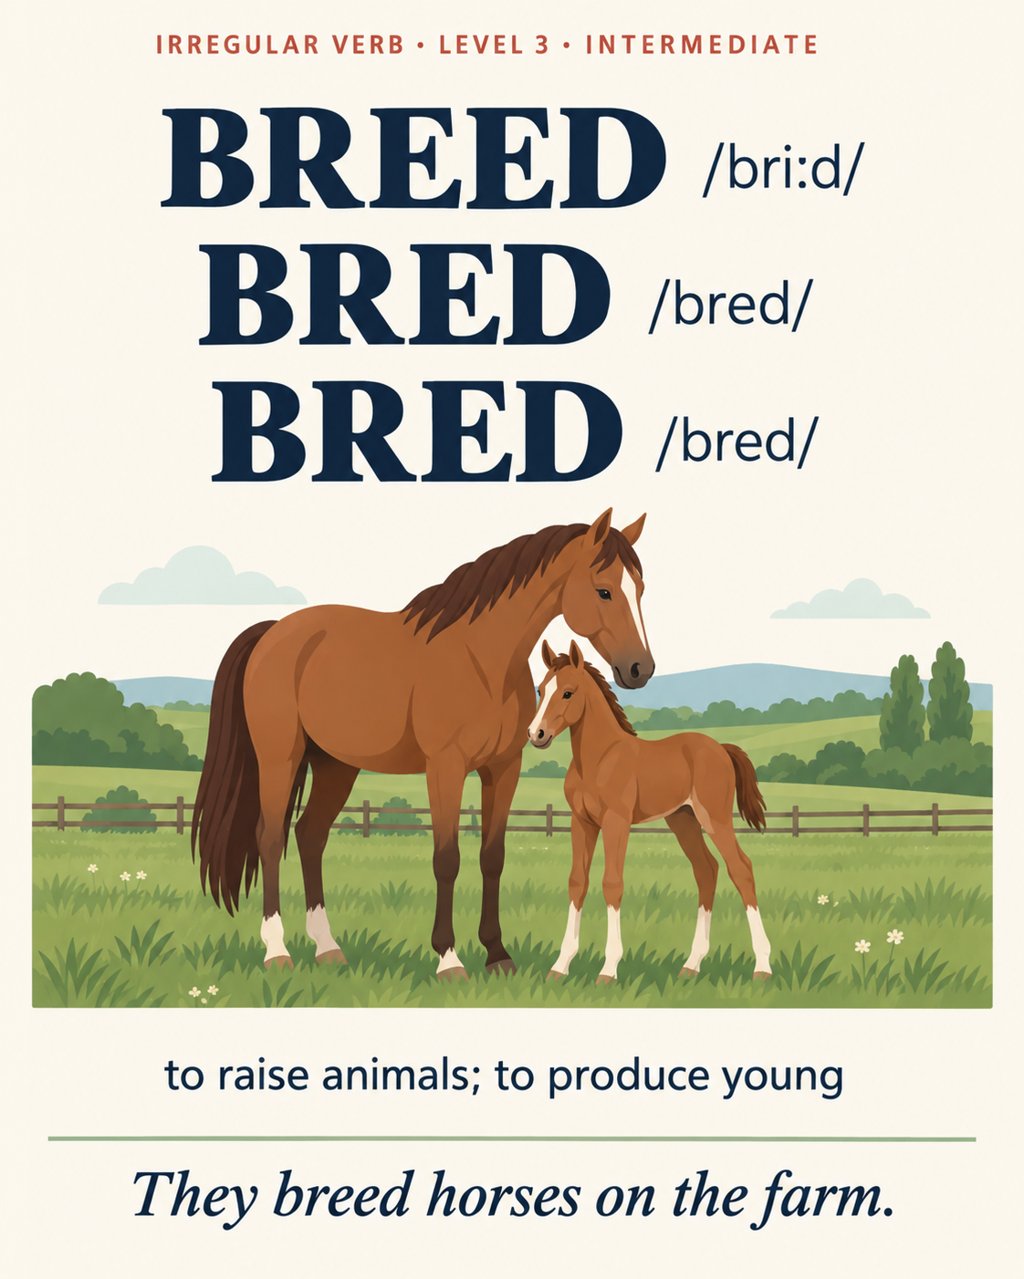 IRREGULAR VERB • LEVEL 3 • INTERMEDIATE
BREED /bri:d/
BRED /bred/
BRED /bred/
to raise animals; to produce young
They breed horses on the farm.